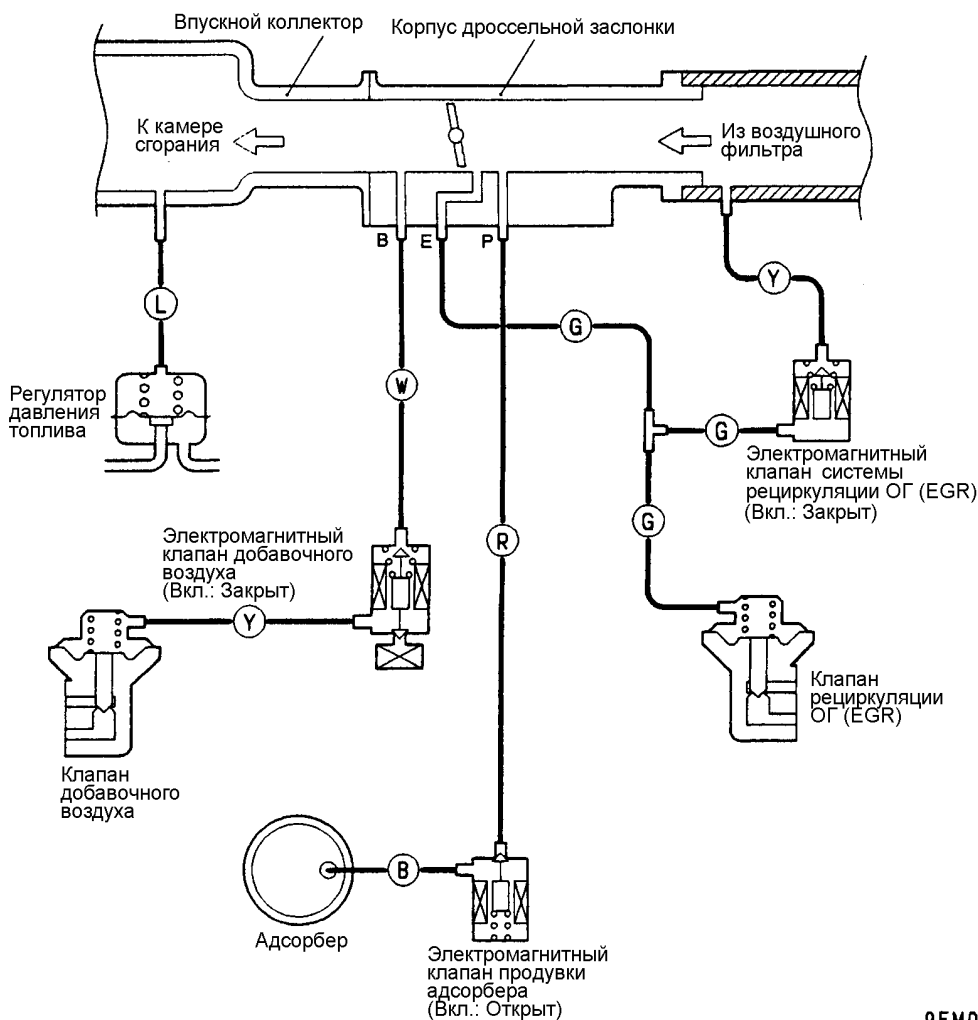 Впускной коллектор
Корпус дроссельной заслонки
К камере
сгорания
Из воздушного
фильтра
B
E
P
Y
L
G
W
Регулятор
давления
топлива
G
Электромагнитный
клапан системы
рециркуляции ОГ (EGR)
(Вкл.: Закрыт)
G
R
Электромагнитный
клапан добавочного
воздуха
(Вкл.: Закрыт)
Y
Клапан
рециркуляции
ОГ (EGR)
Клапан
добавочного
воздуха
B
Адсорбер
Электромагнитный
клапан продувки
адсорбера
(Вкл.: Открыт)